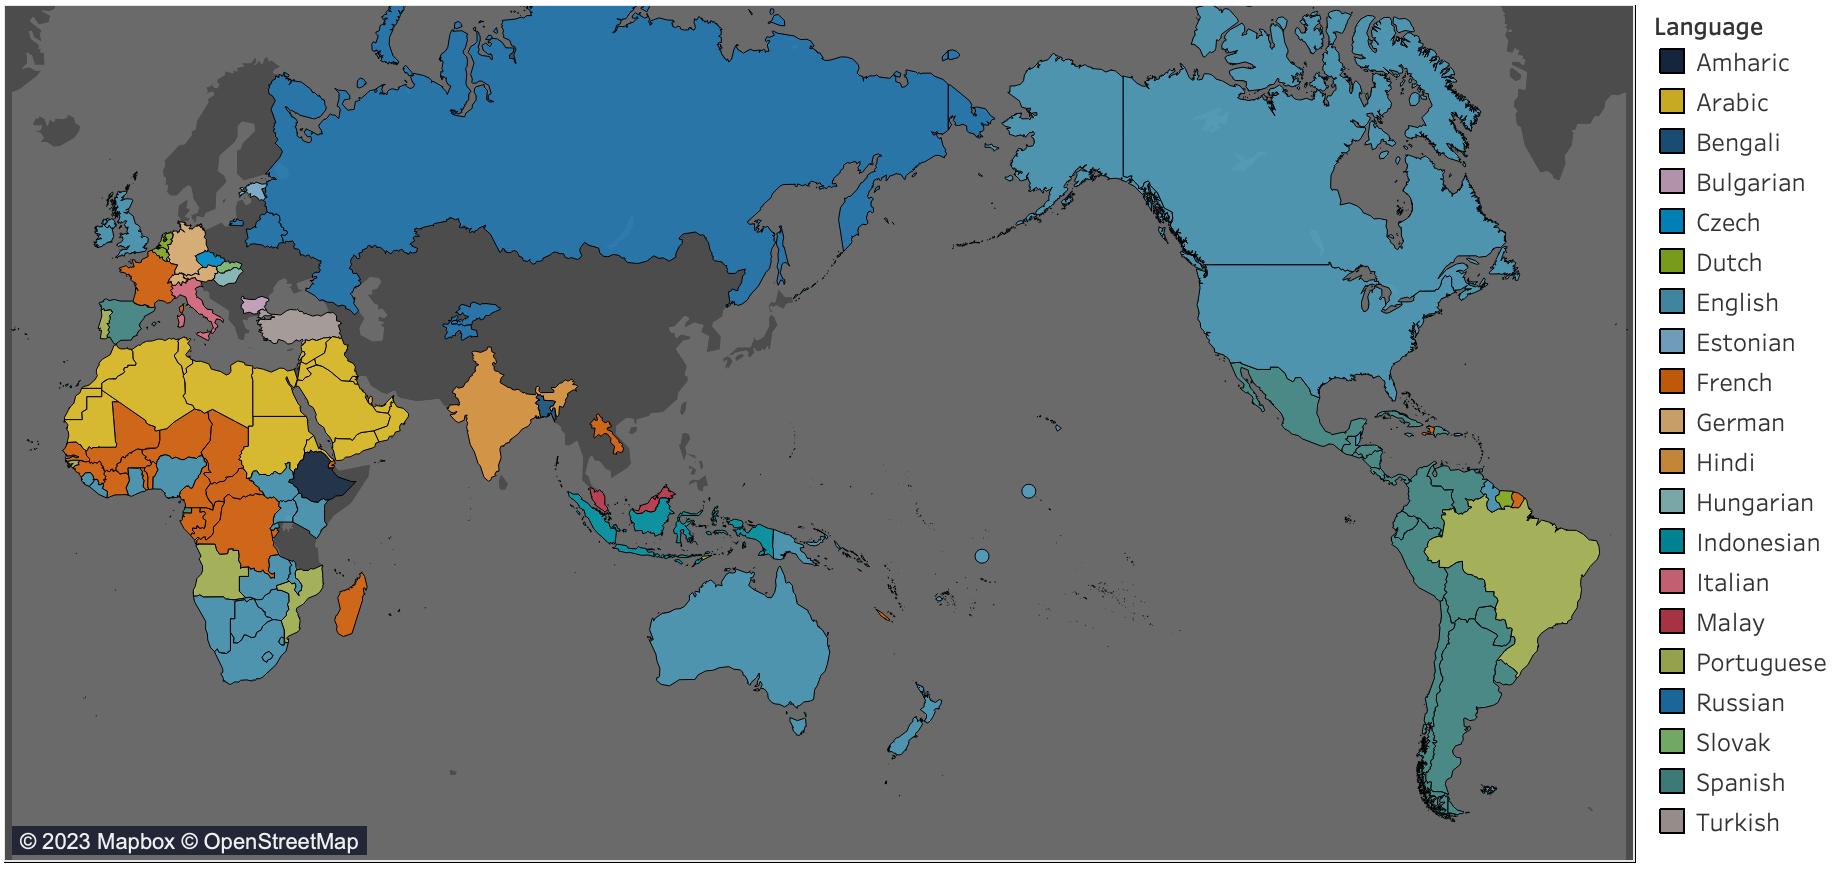 Language
Amharic
Arabic
Bengali
Bulgarian
Czech
Dutch
English
Estonian
French
German
Hindi
Hungarian
Indonesian
Italian
Malay
Portuguese
Russian
Slovak
Spanish
Turkish
© 2023 Mapbox © OpenStreetMap